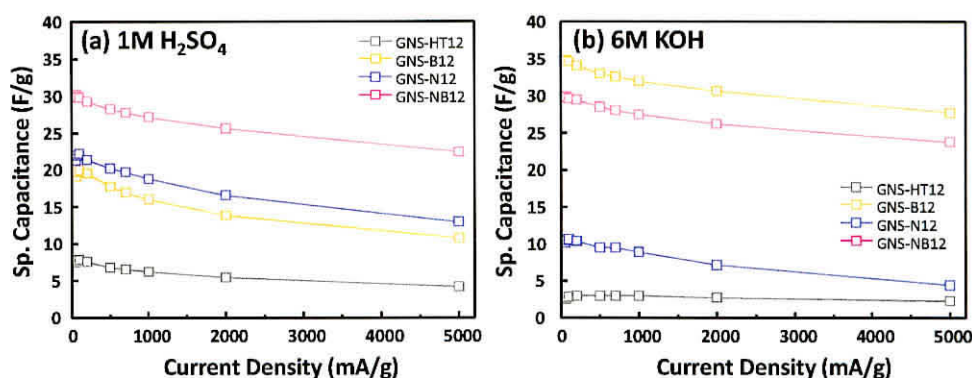 (a) 1M H₂SO₄
GNS-HT12
GNS-B12
GNS-N12
GNS-NB12
40
35
30
25
20
15
10
5
0
Sp. Capacitance (F/g)
0 1000 2000 3000 4000 5000
Current Density (mA/g)
(b) 6M KOH
GNS-HT12
GNS-B12
GNS-N12
GNS-NB12
40
35
30
25
20
15
10
5
0
Sp. Capacitance (F/g)
0 1000 2000 3000 4000 5000
Current Density (mA/g)